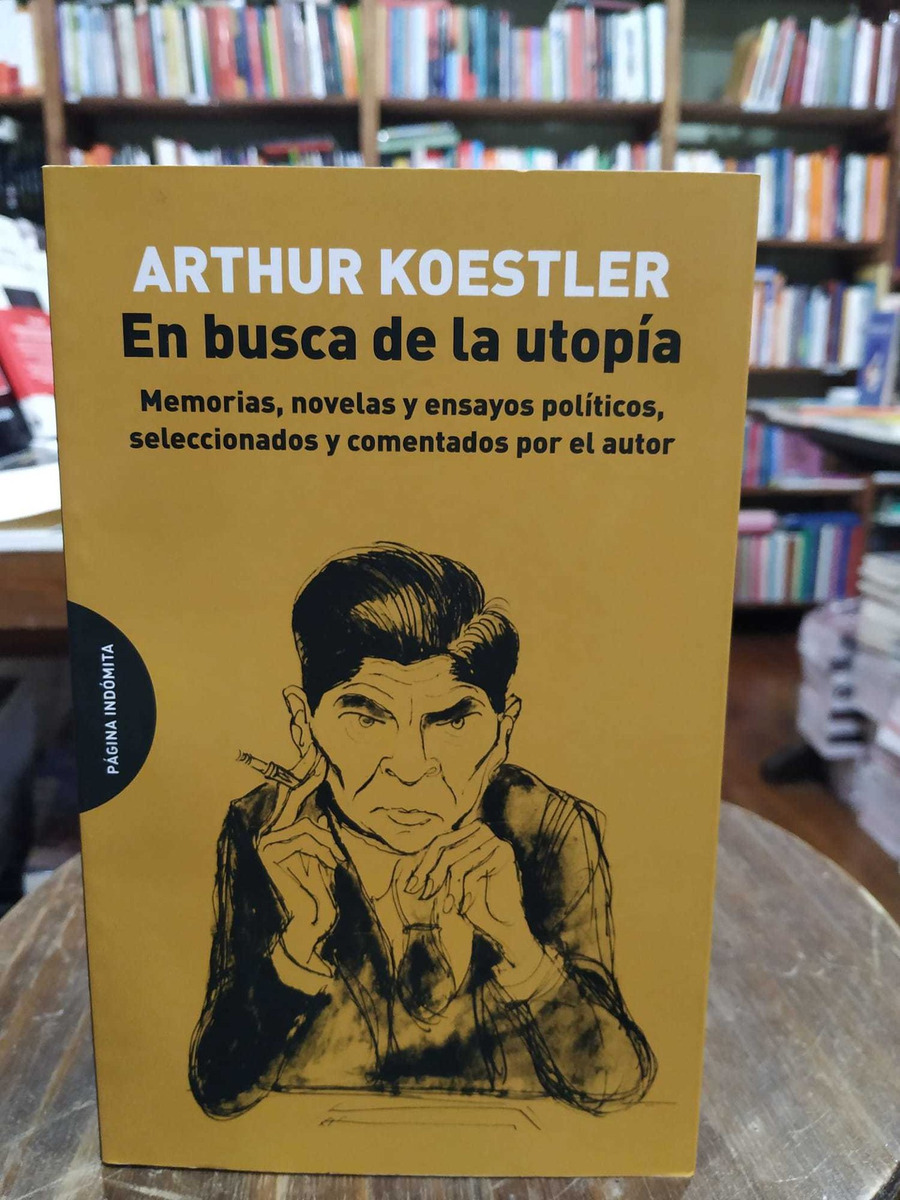 ARTHUR KOESTLER
En busca de la utopía
Memorias, novelas y ensayos políticos,
seleccionados y comentados por el autor
PÁGINA INDÓMITA